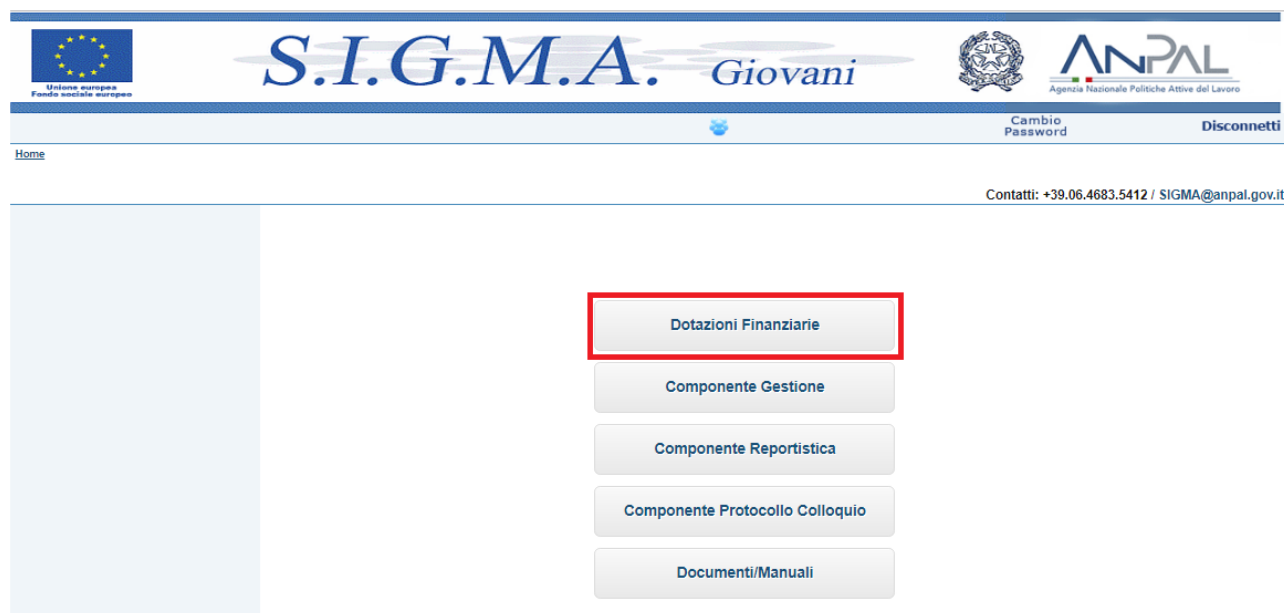 Unione europea
Fondo sociale europeo
S.I.G.M.A. Giovani
ANPAL
Agenzia Nazionale Politiche Attive del Lavoro
Cambio
Password
Disconnetti
Home
Contatti: +39.06.4683.5412 / SIGMA@anpal.gov.it
Dotazioni Finanziarie
Componente Gestione
Componente Reportistica
Componente Protocollo Colloquio
Documenti/Manuali